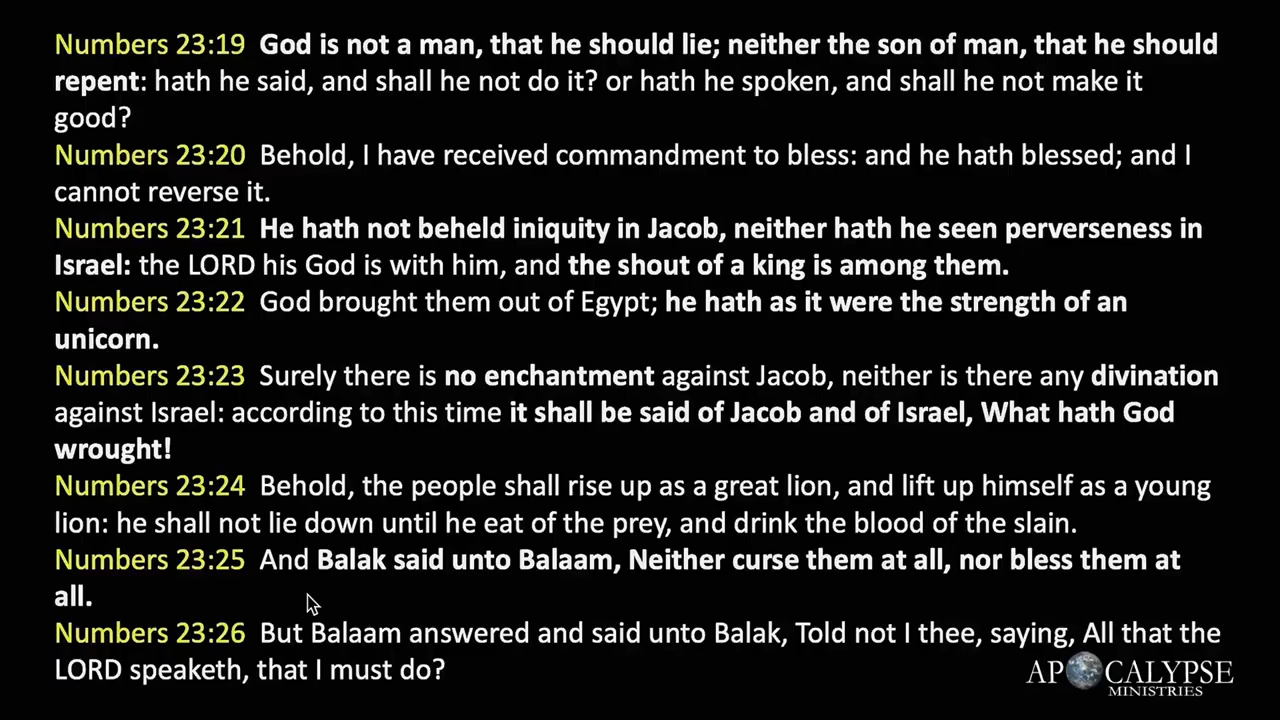 Numbers 23:19 God is not a man, that he should lie; neither the son of man, that he should
repent: hath he said, and shall he not do it? or hath he spoken, and shall he not make it
good?
Numbers 23:20 Behold, I have received commandment to bless: and he hath blessed; and I
cannot reverse it.
Numbers 23:21 He hath not beheld iniquity in Jacob, neither hath he seen perverseness in
Israel: the LORD his God is with him, and the shout of a king is among them.
Numbers 23:22 God brought them out of Egypt; he hath as it were the strength of an
unicorn.
Numbers 23:23 Surely there is no enchantment against Jacob, neither is there any divination
against Israel: according to this time it shall be said of Jacob and of Israel, What hath God
wrought!
Numbers 23:24 Behold, the people shall rise up as a great lion, and lift up himself as a young
lion: he shall not lie down until he eat of the prey, and drink the blood of the slain.
Numbers 23:25 And Balak said unto Balaam, Neither curse them at all, nor bless them at
all.
Numbers 23:26 But Balaam answered and said unto Balak, Told not I thee, saying, All that the
LORD speaketh, that I must do?
APOCALYPSE
MINISTRIES